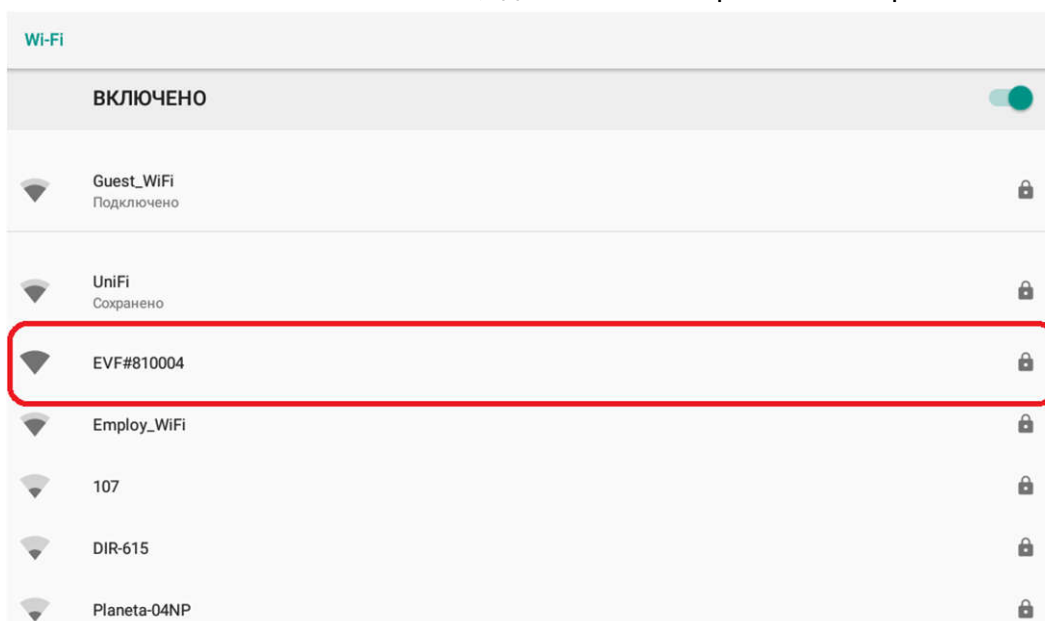 Wi-Fi
ВКЛЮЧЕНО
Guest_WiFi
Подключено
UniFi
Сохранено
EVF#810004
Employ_WiFi
107
DIR-615
Planeta-04NP